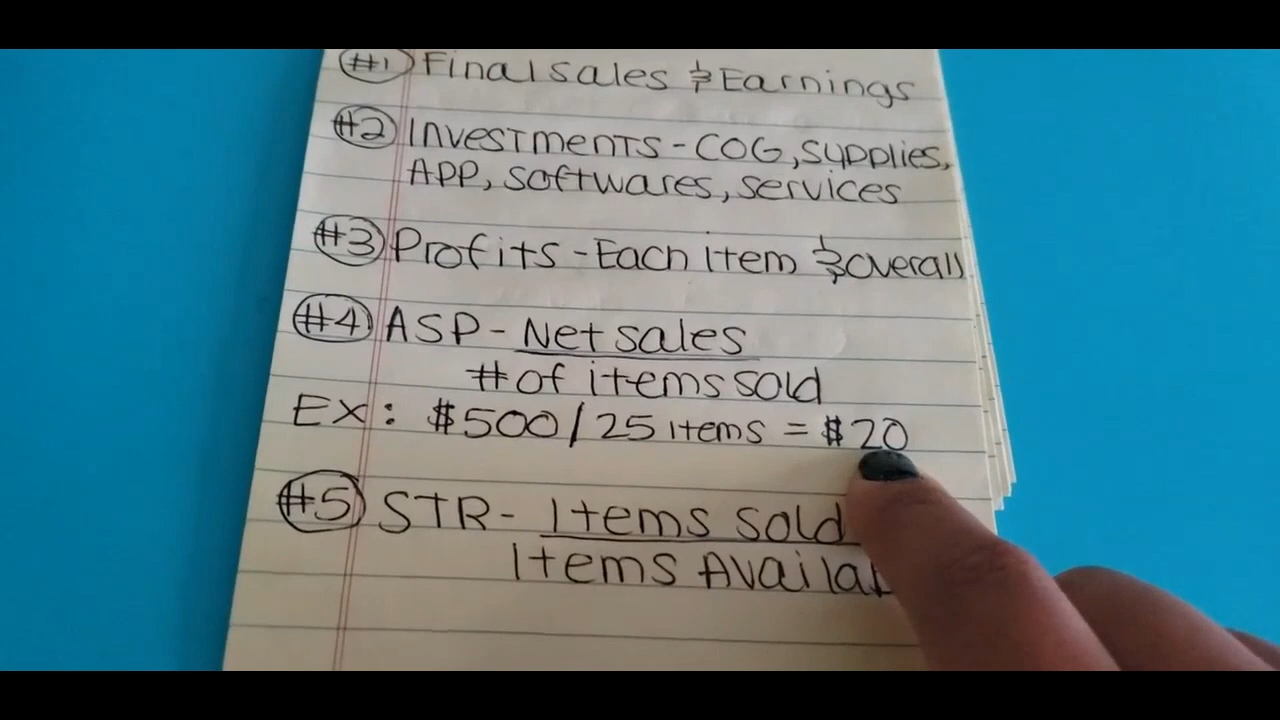 #1 Final sales & Earnings
#2 Investments - COG, Supplies,
APP, Softwares, services
#3 Profits - Each item & overall
#4 ASP - Net sales
# of items sold
EX: $500/25 items = $20
#5 STR - Items sold
Items